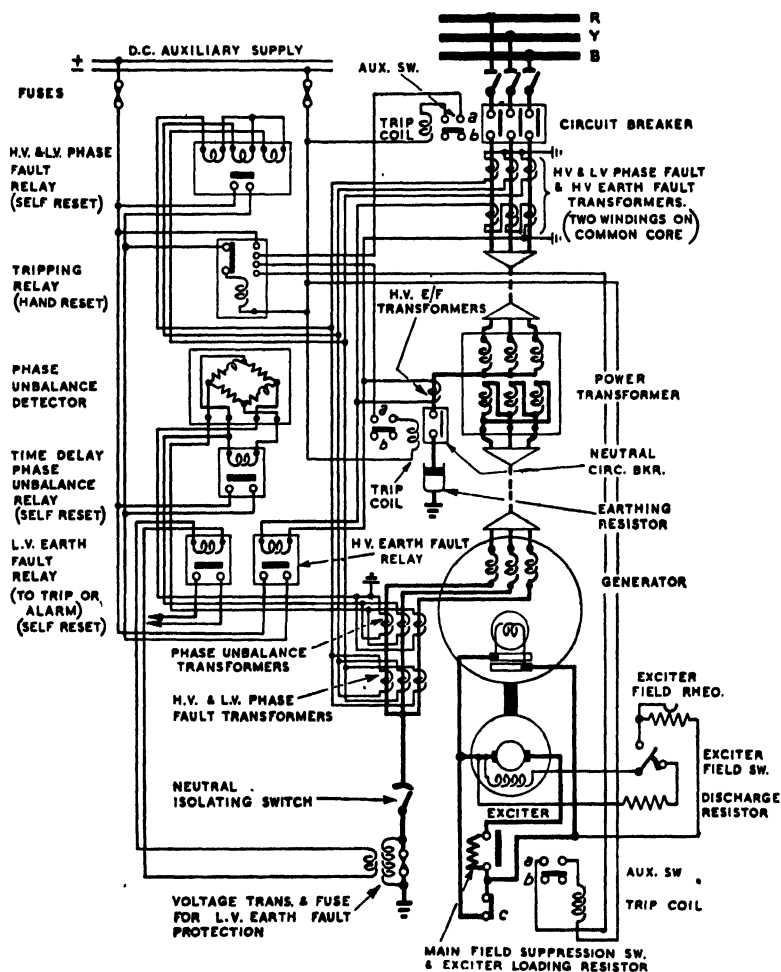 R
Y
B
+
−
D.C. AUXILIARY SUPPLY
FUSES
AUX. SW.
TRIP
COIL
a
b
CIRCUIT BREAKER
H.V. & L.V. PHASE
FAULT
RELAY
(SELF RESET)
HV & LV PHASE FAULT
& HV EARTH FAULT
TRANSFORMERS.
(TWO WINDINGS ON
COMMON CORE)
TRIPPING
RELAY
(HAND RESET)
H.V. E/F
TRANSFORMERS
PHASE
UNBALANCE
DETECTOR
POWER
TRANSFORMER
a
b
TRIP
COIL
NEUTRAL
CIRC. BKR.
TIME DELAY
PHASE
UNBALANCE
RELAY
(SELF RESET)
EARTHING
RESISTOR
L.V. EARTH
FAULT
RELAY
(TO TRIP OR
ALARM)
(SELF RESET)
H.V. EARTH FAULT
RELAY
GENERATOR
PHASE UNBALANCE
TRANSFORMERS
H.V. & L.V. PHASE
FAULT TRANSFORMERS
EXCITER
FIELD RHEO.
EXCITER
FIELD SW.
NEUTRAL
ISOLATING SWITCH
DISCHARGE
RESISTOR
EXCITER
a
b
AUX. SW
TRIP COIL
c
VOLTAGE TRANS. & FUSE
FOR L.V. EARTH FAULT
PROTECTION
MAIN FIELD SUPPRESSION SW.
& EXCITER LOADING RESISTOR